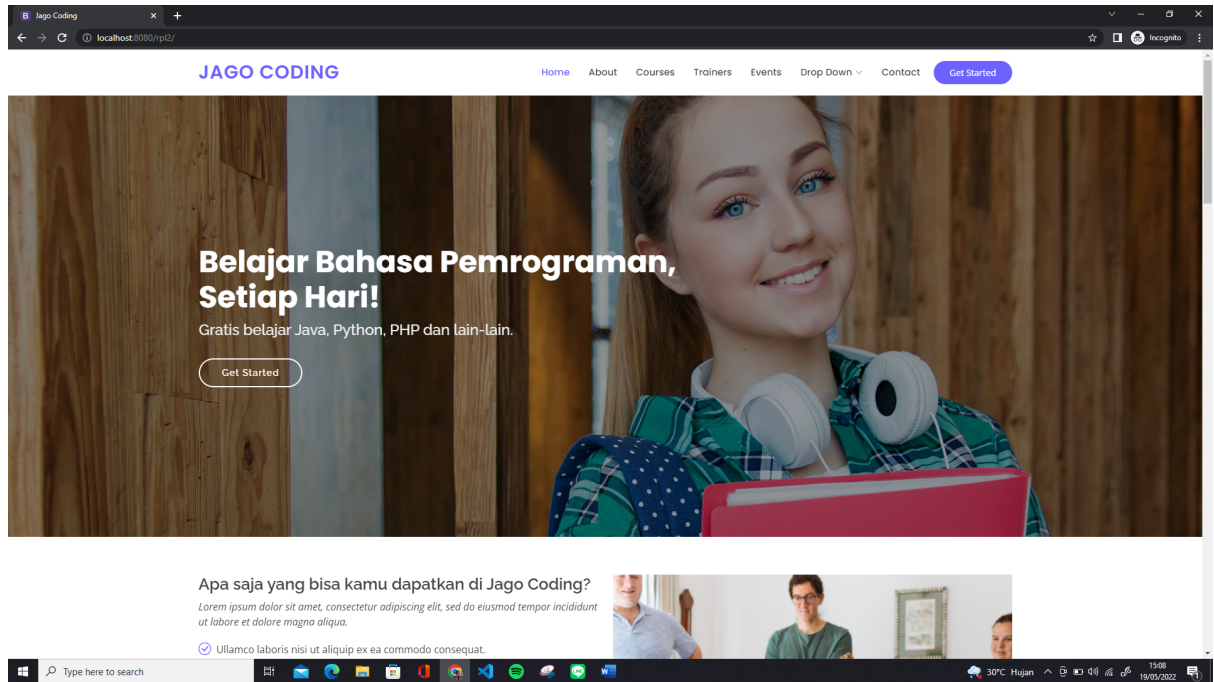 Jago Coding
localhost:8080/rpl2/
Incognito
JAGO CODING
Home About Courses Trainers Events Drop Down Contact Get Started
Belajar Bahasa Pemrograman,
Setiap Hari!
Gratis belajar Java, Python, PHP dan lain-lain.
Get Started
Apa saja yang bisa kamu dapatkan di Jago Coding?
Lorem ipsum dolor sit amet, consectetur adipiscing elit, sed do eiusmod tempor incididunt
ut labore et dolore magna aliqua.
Ullamco laboris nisi ut aliquip ex ea commodo consequat.
Type here to search
30°C Hujan
15:08
19/05/2022